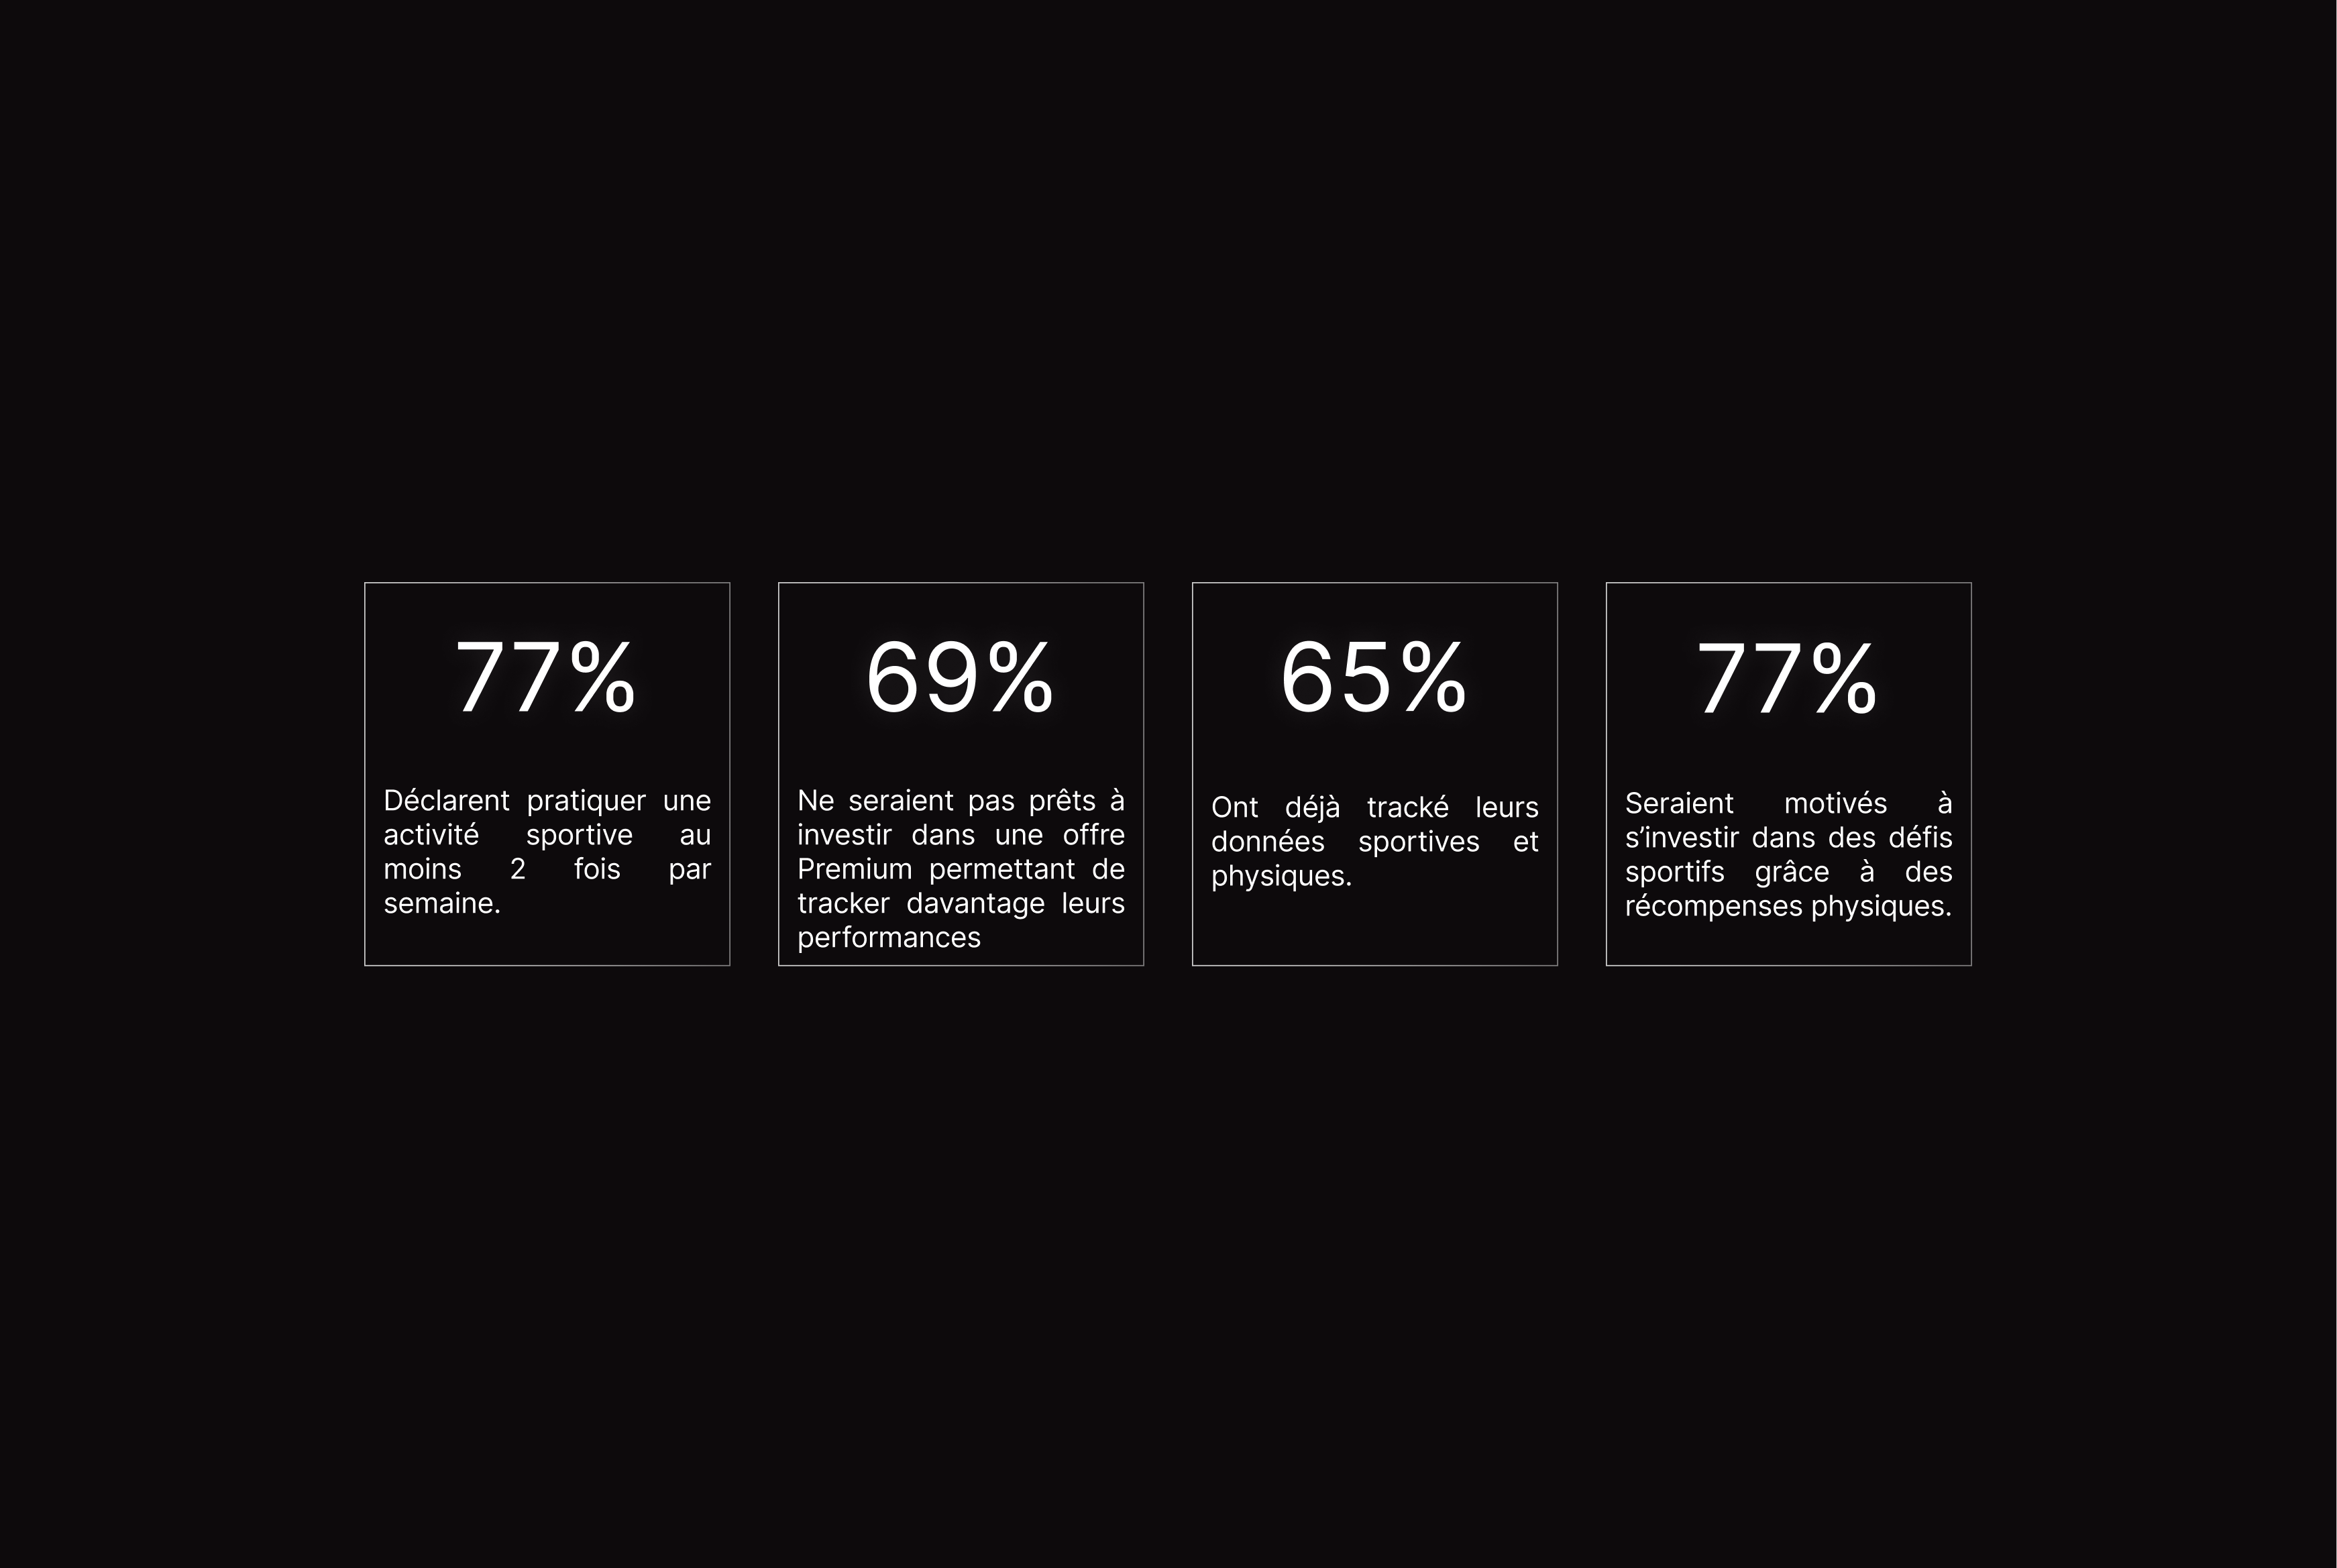 77%
Déclarent pratiquer une
activité sportive au
moins 2 fois par
semaine.
69%
Ne seraient pas prêts à
investir dans une offre
Premium permettant de
tracker davantage leurs
performances
65%
Ont déjà tracké leurs
données sportives et
physiques.
77%
Seraient motivés à
s’investir dans des défis
sportifs grâce à des
récompenses physiques.